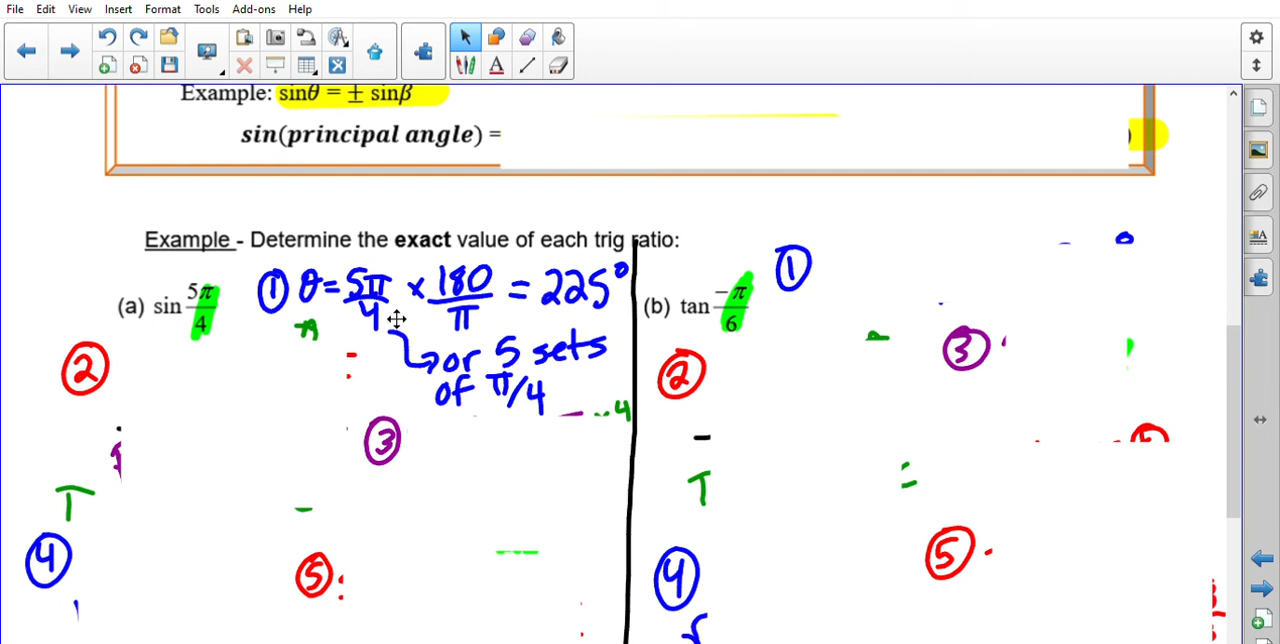 File Edit View Insert Format Tools Add-ons Help
Example: sinθ = ± sinβ
sin(principal angle) =
)
Example - Determine the exact value of each trig ratio:
(a) sin 5π/4
① θ = 5π/4 × 180/π = 225°
or 5 sets
of π/4
(b) tan -π/6
①
②
③
4
T
④
⑤
②
③
T
=
④
⑤